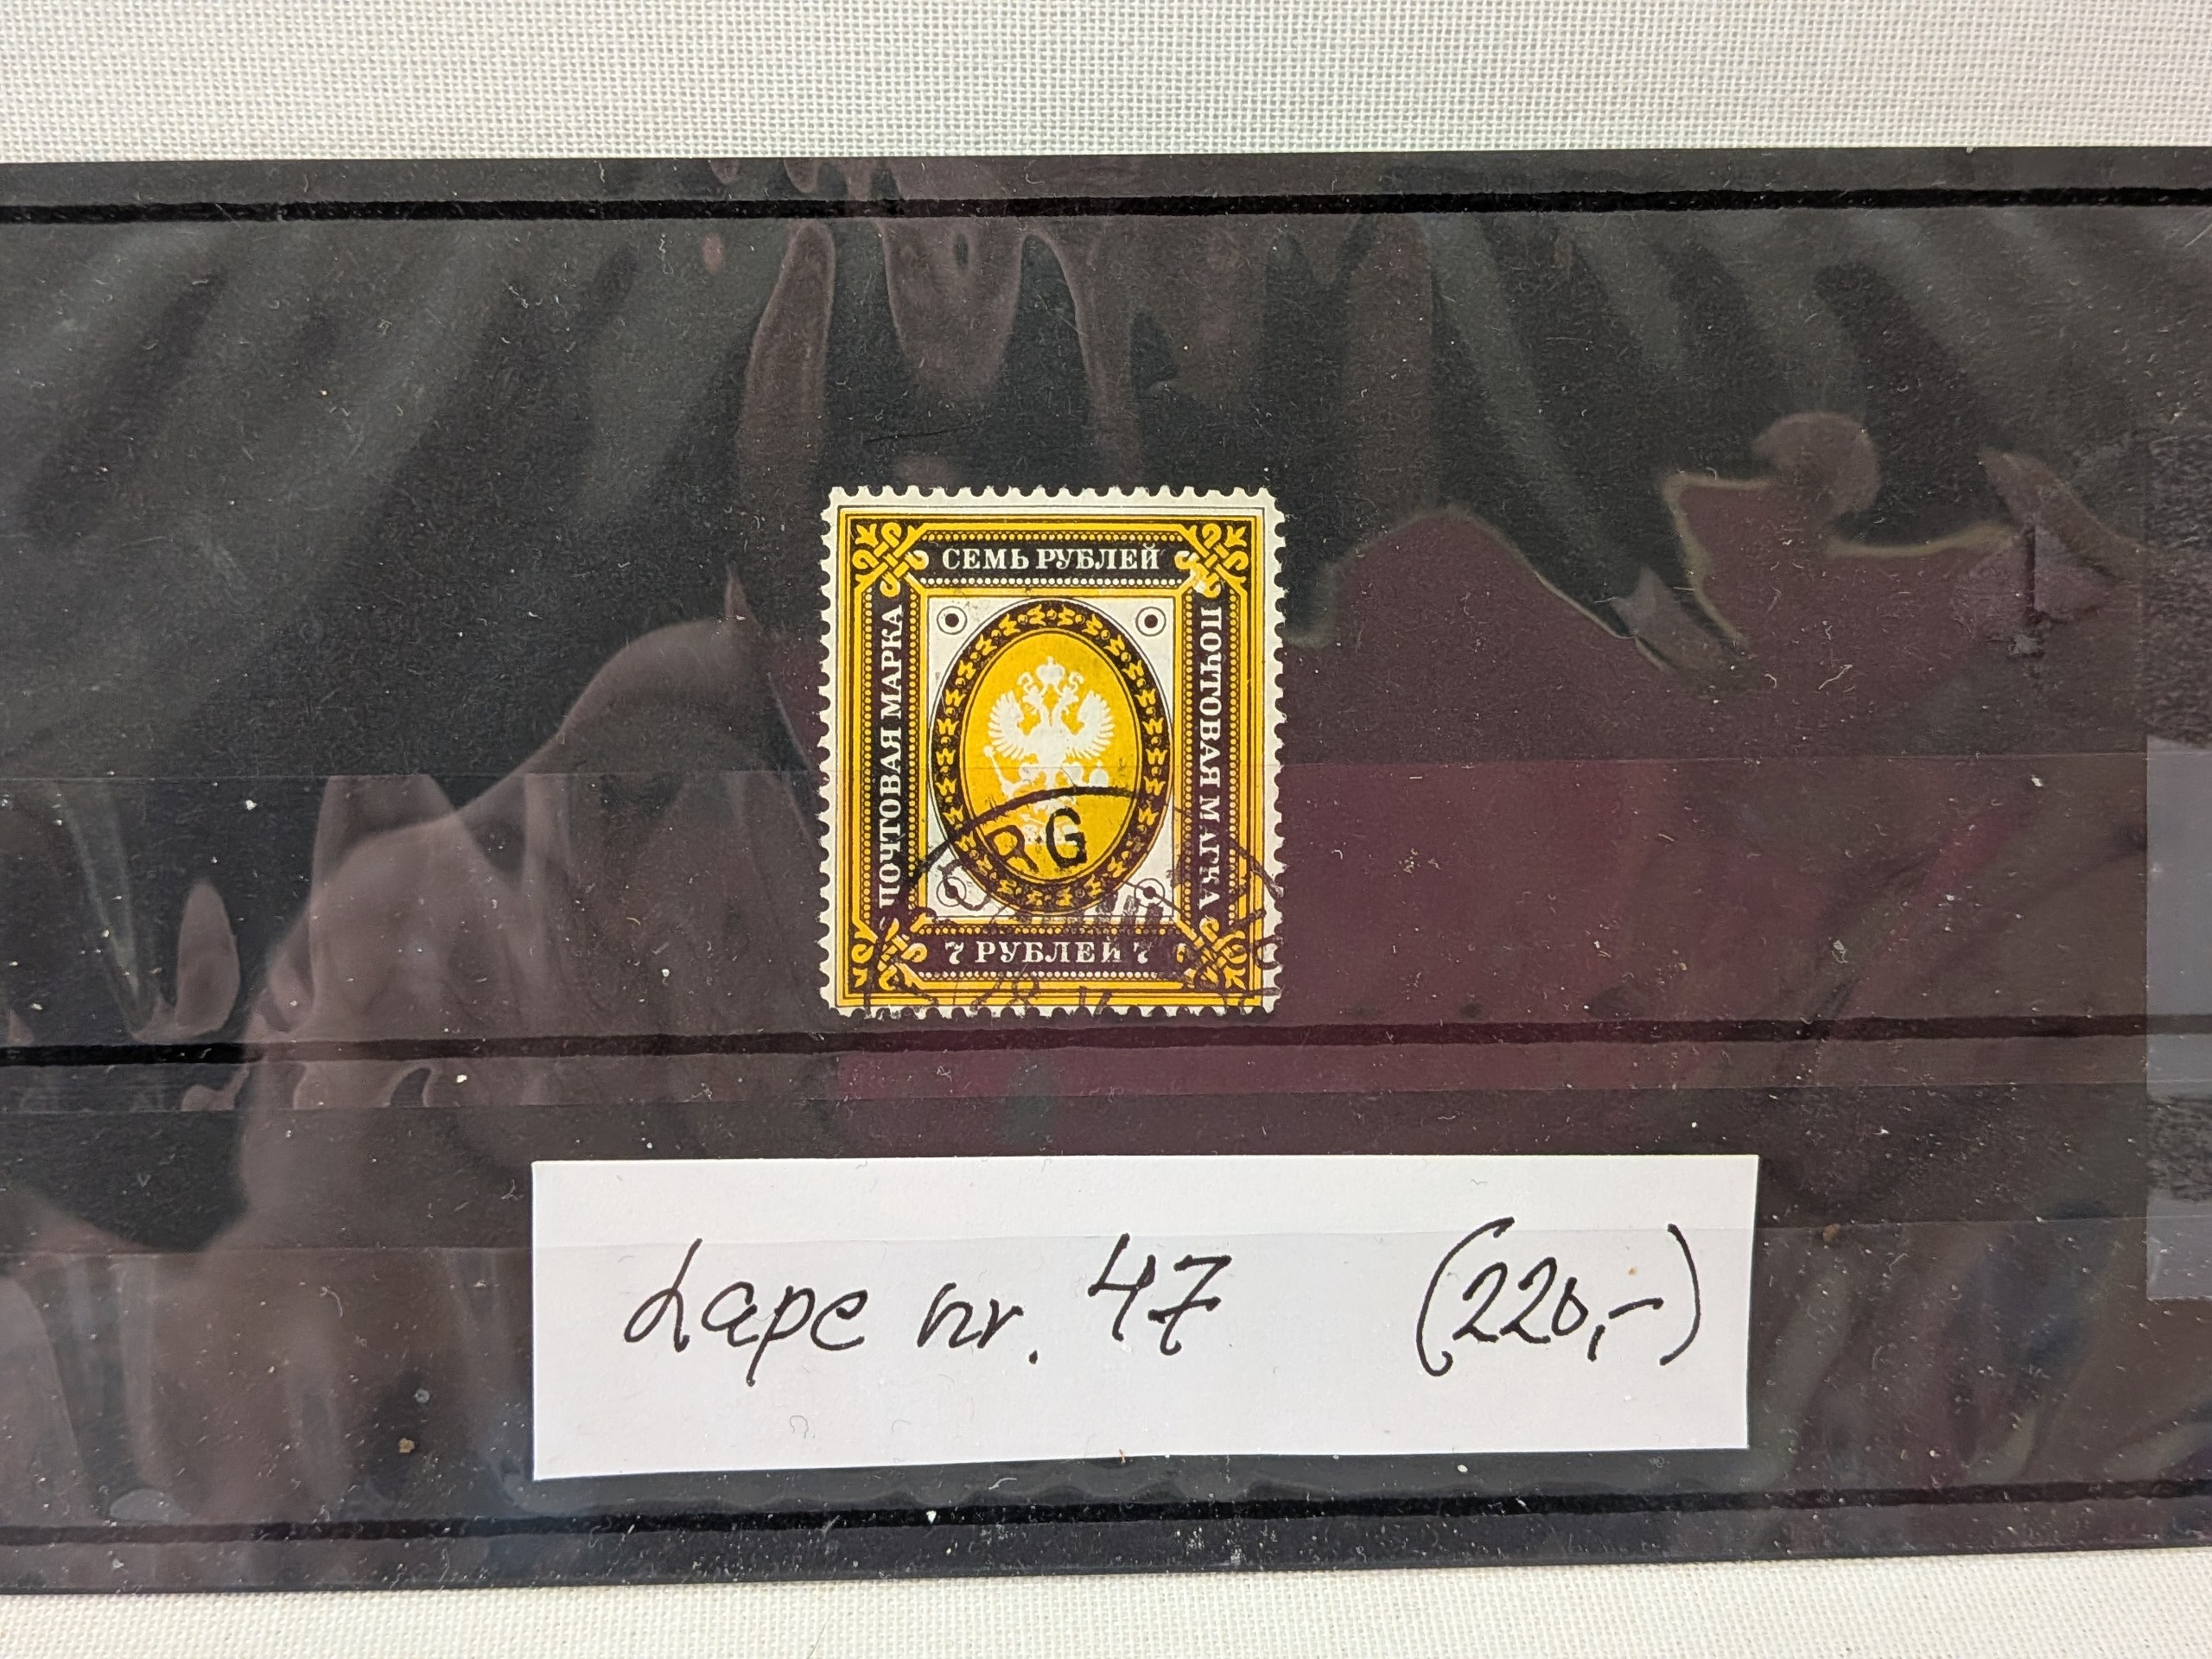 СЕМЬ РУБЛЕЙ
ПОЧТОВАЯ МАРКА
ПОЧТОВАЯ МАРКА
RG
7 РУБЛЕЙ 7
Lape nr. 47 (220,-)